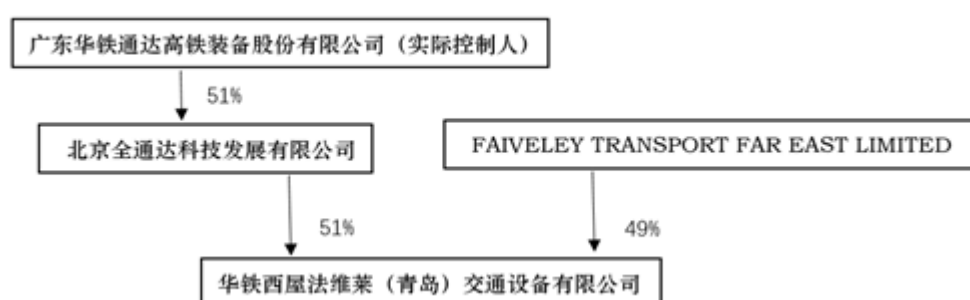 广东华铁通达高铁装备股份有限公司（实际控制人）
51%
北京全通达科技发展有限公司
FAIVELEY TRANSPORT FAR EAST LIMITED
51%
49%
华铁西屋法维莱（青岛）交通设备有限公司